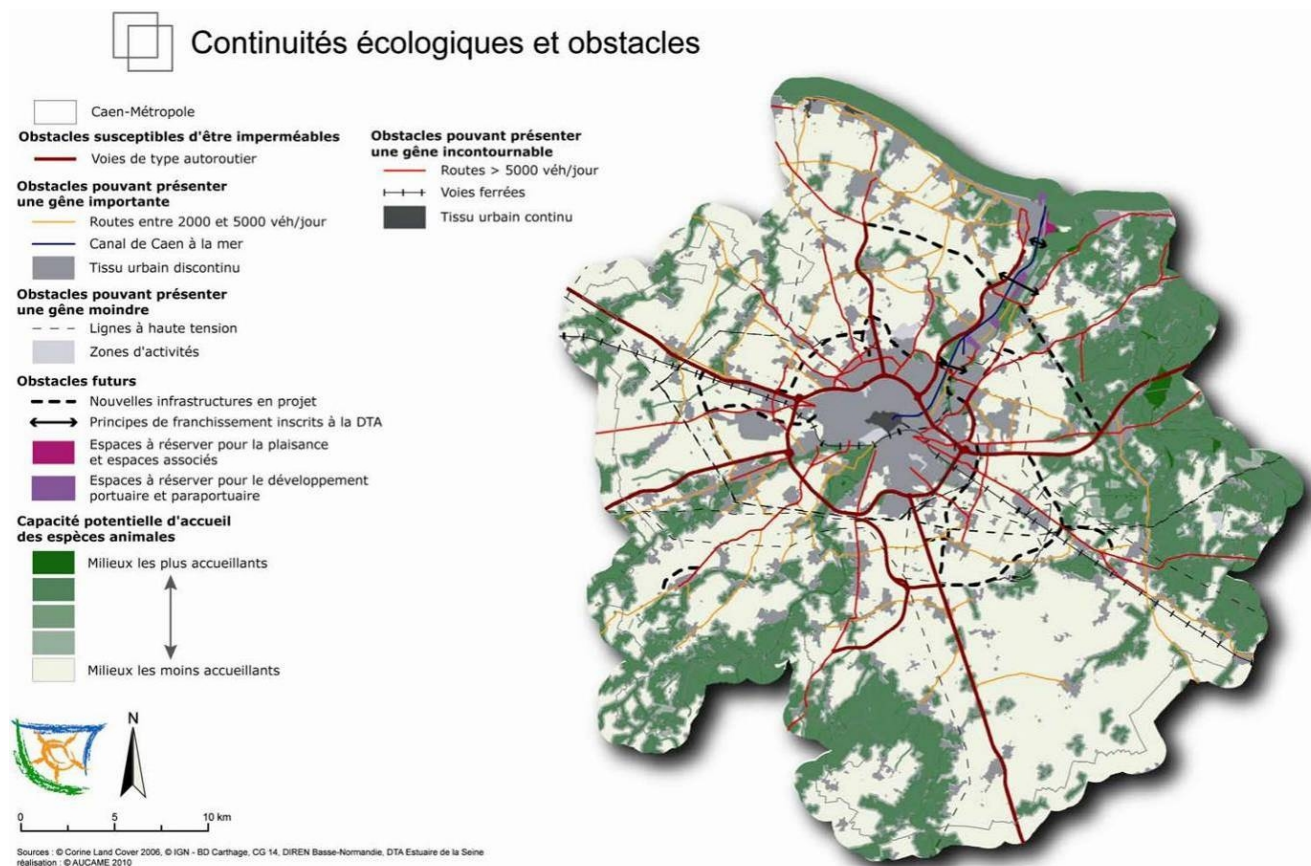 Continuités écologiques et obstacles
Caen-Métropole
Obstacles susceptibles d'être imperméables
Voies de type autoroutier
Obstacles pouvant présenter
une gêne importante
Routes entre 2000 et 5000 véh/jour
Canal de Caen à la mer
Tissu urbain discontinu
Obstacles pouvant présenter
une gêne moindre
Lignes à haute tension
Zones d'activités
Obstacles futurs
Nouvelles infrastructures en projet
Principes de franchissement inscrits à la DTA
Espaces à réserver pour la plaisance
et espaces associés
Espaces à réserver pour le développement
portuaire et paraportuaire
Capacité potentielle d'accueil
des espèces animales
Milieux les plus accueillants
Milieux les moins accueillants
Obstacles pouvant présenter
une gêne incontournable
Routes > 5000 véh/jour
Voies ferrées
Tissu urbain continu
N
0 5 10 km
Sources : © Corine Land Cover 2006, © IGN - BD Carthage, CG 14, DIREN Basse-Normandie, DTA Estuaire de la Seine
réalisation : © AUCAME 2010